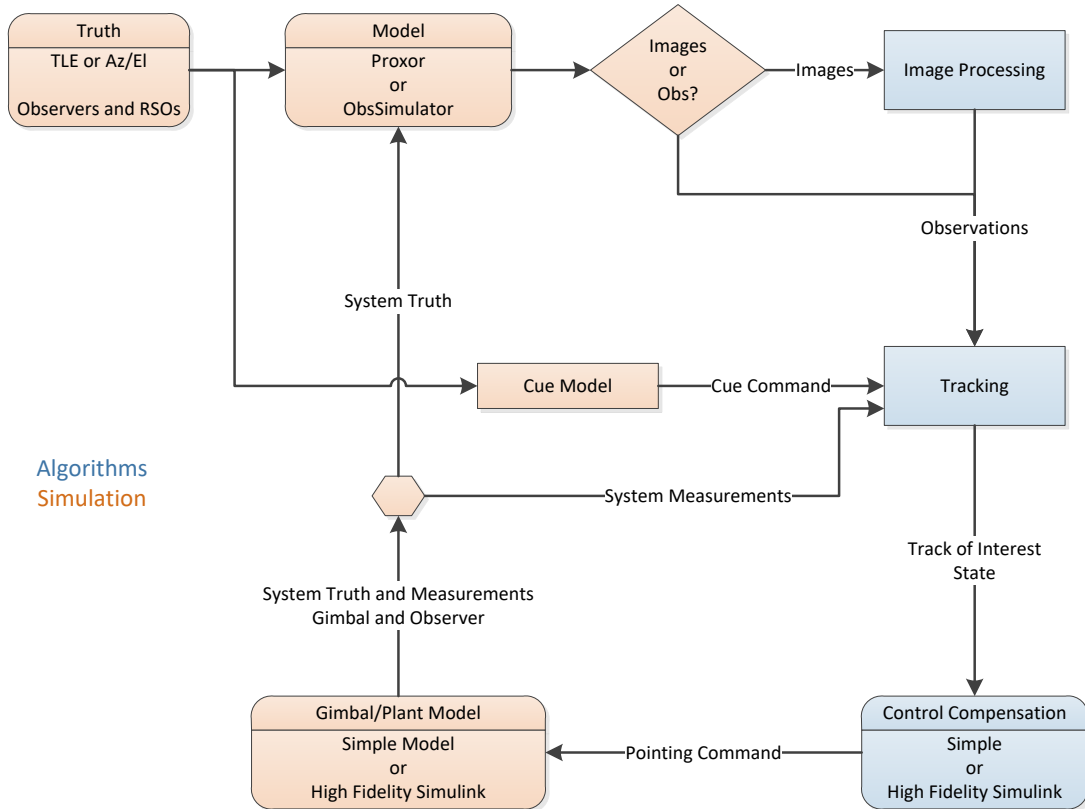 Truth
TLE or Az/El
Observers and RSOs
Model
Proxor
or
ObsSimulator
Images
or
Obs?
Images
Image Processing
Observations
System Truth
Cue Model
Cue Command
Tracking
Algorithms
Simulation
System Measurements
Track of Interest
State
System Truth and Measurements
Gimbal and Observer
Gimbal/Plant Model
Simple Model
or
High Fidelity Simulink
Pointing Command
Control Compensation
Simple
or
High Fidelity Simulink